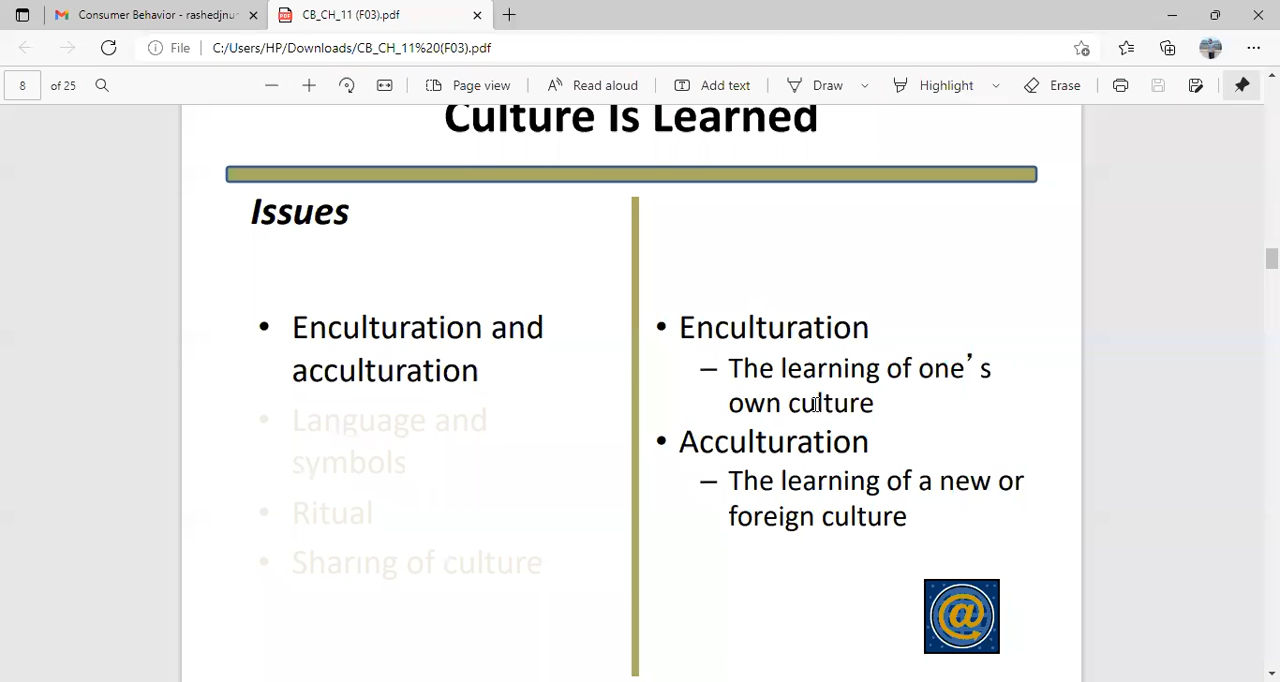 Consumer Behavior - rashedjnu
CB_CH_11 (F03).pdf
File
C:/Users/HP/Downloads/CB_CH_11%20(F03).pdf
8 of 25
Page view
Read aloud
Add text
Draw
Highlight
Erase
Culture Is Learned
Issues
• Enculturation and
acculturation
• Language and
symbols
• Ritual
• Sharing of culture
• Enculturation
– The learning of one’s
own culture
• Acculturation
– The learning of a new or
foreign culture
@